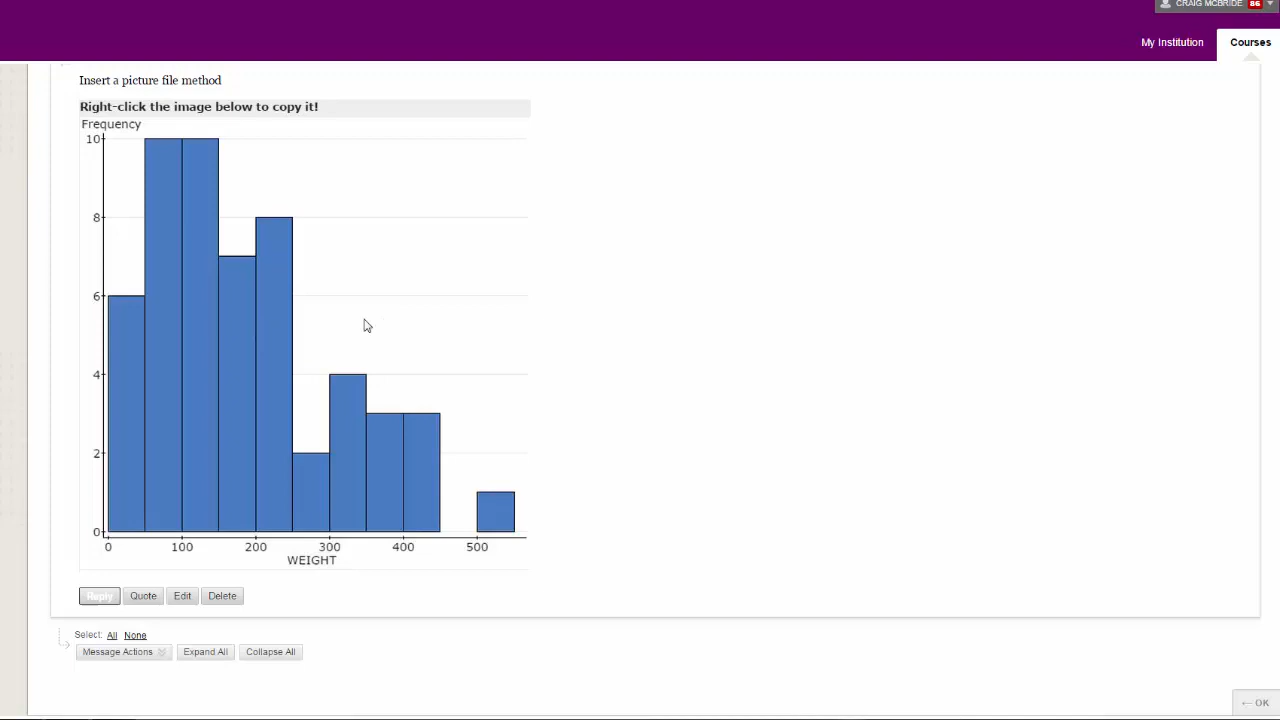 CRAIG MCBRIDE 86
My Institution Courses
Insert a picture file method
Right-click the image below to copy it!
Frequency
10
8
6
4
2
0
0 100 200 300 400 500
WEIGHT
Reply Quote Edit Delete
Select: All None
Message Actions Expand All Collapse All
← OK